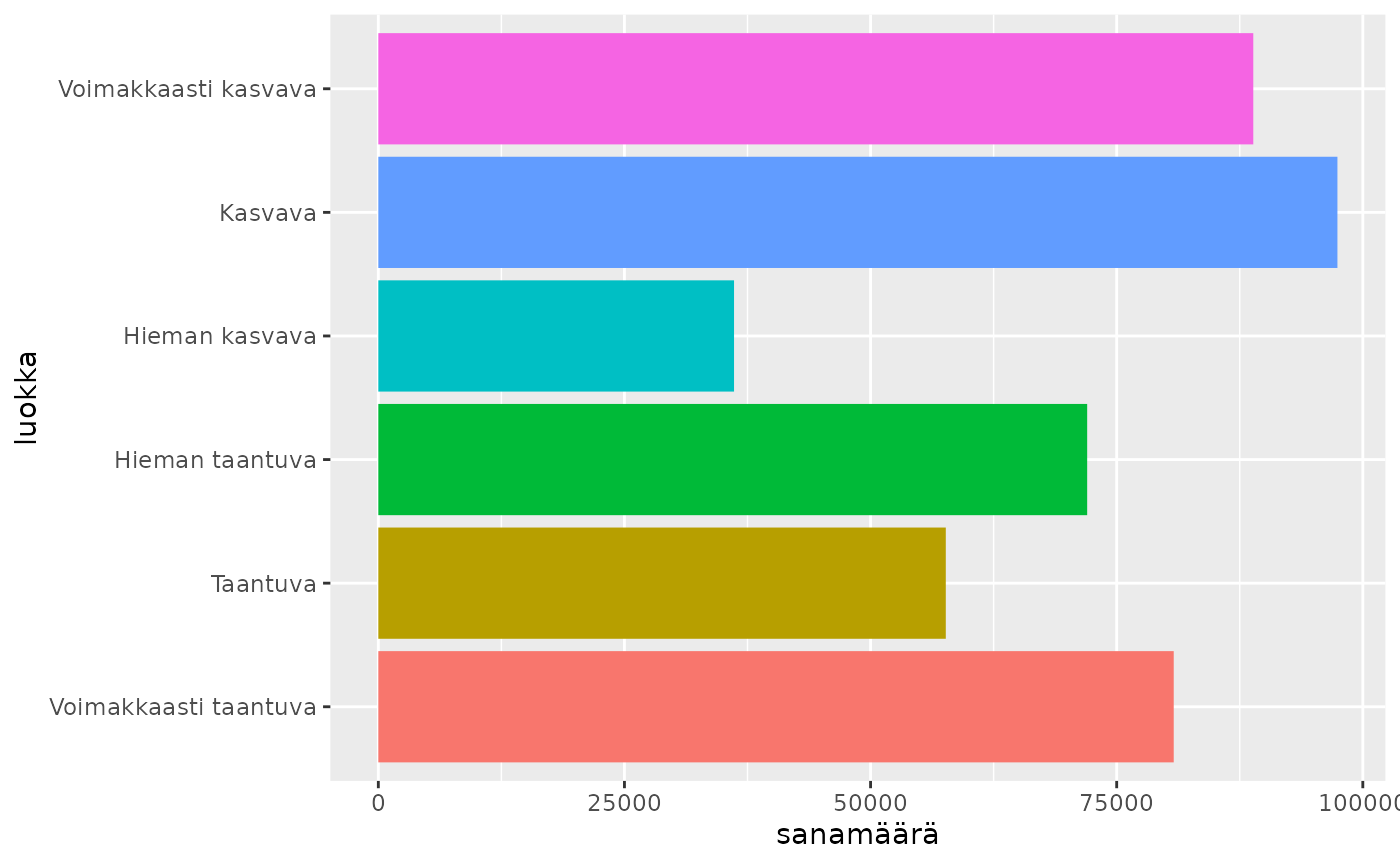 Voimakkaasti kasvava
Kasvava
Hieman kasvava
Hieman taantuva
Taantuva
Voimakkaasti taantuva
luokka
0 25000 50000 75000 100000
sanamäärä